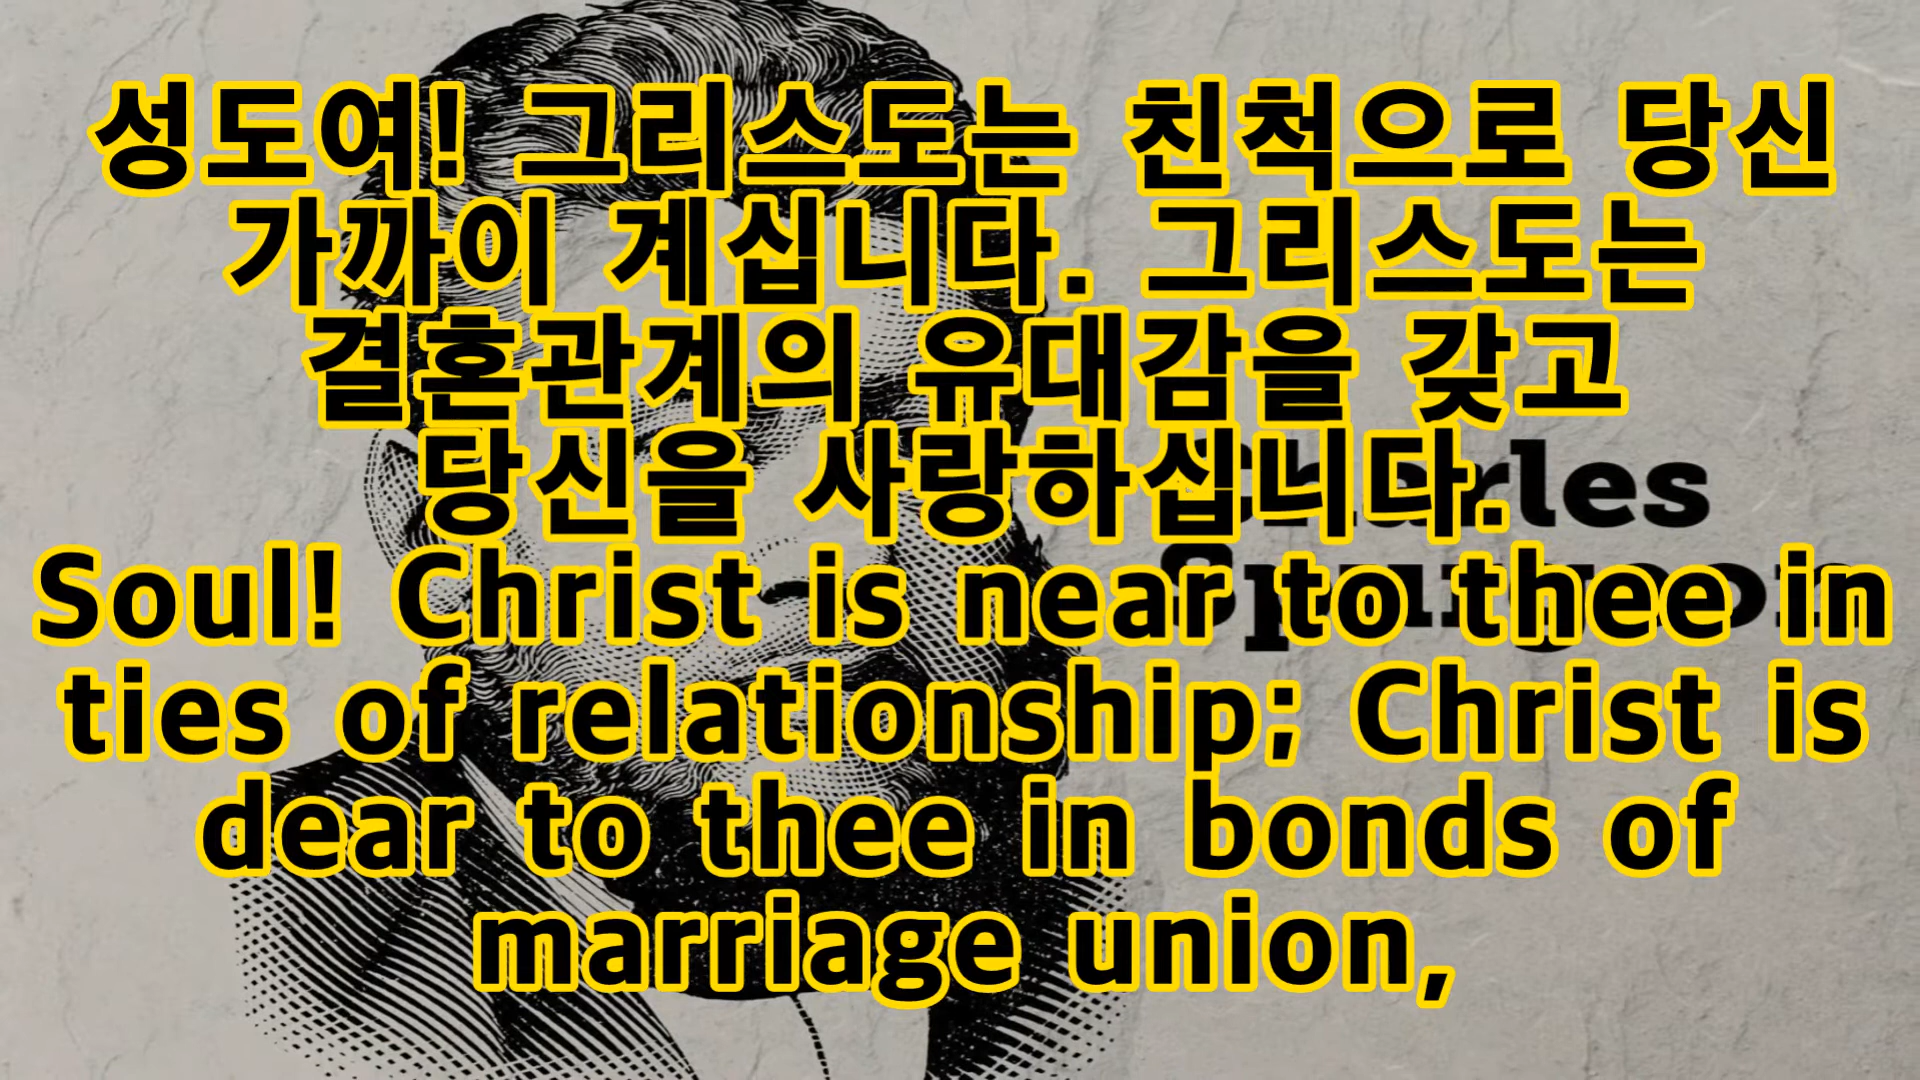 성도여! 그리스도는 친척으로 당신
가까이 계십니다. 그리스도는
결혼관계의 유대감을 갖고
당신을 사랑하십니다.
Charles
Spurgeon
Soul! Christ is near to thee in
ties of relationship; Christ is
dear to thee in bonds of
marriage union,